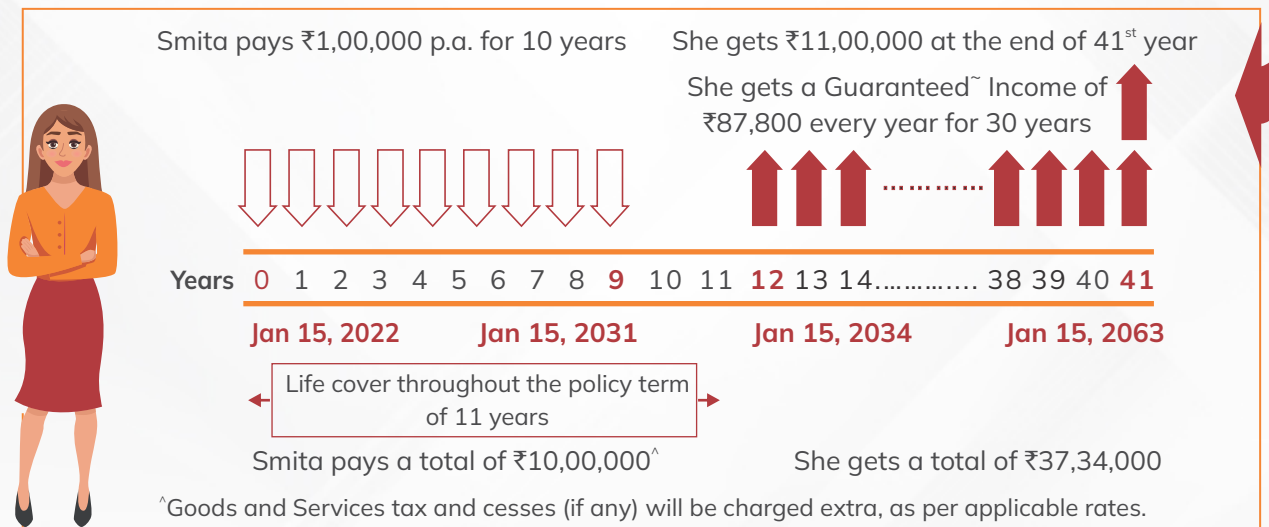 Smita pays ₹1,00,000 p.a. for 10 years
She gets ₹11,00,000 at the end of 41st year
She gets a Guaranteed~ Income of
₹87,800 every year for 30 years
…………
Years 0 1 2 3 4 5 6 7 8 9 10 11 12 13 14.............. 38 39 40 41
Jan 15, 2022 Jan 15, 2031 Jan 15, 2034 Jan 15, 2063
Life cover throughout the policy term
of 11 years
Smita pays a total of ₹10,00,000^
She gets a total of ₹37,34,000
^Goods and Services tax and cesses (if any) will be charged extra, as per applicable rates.